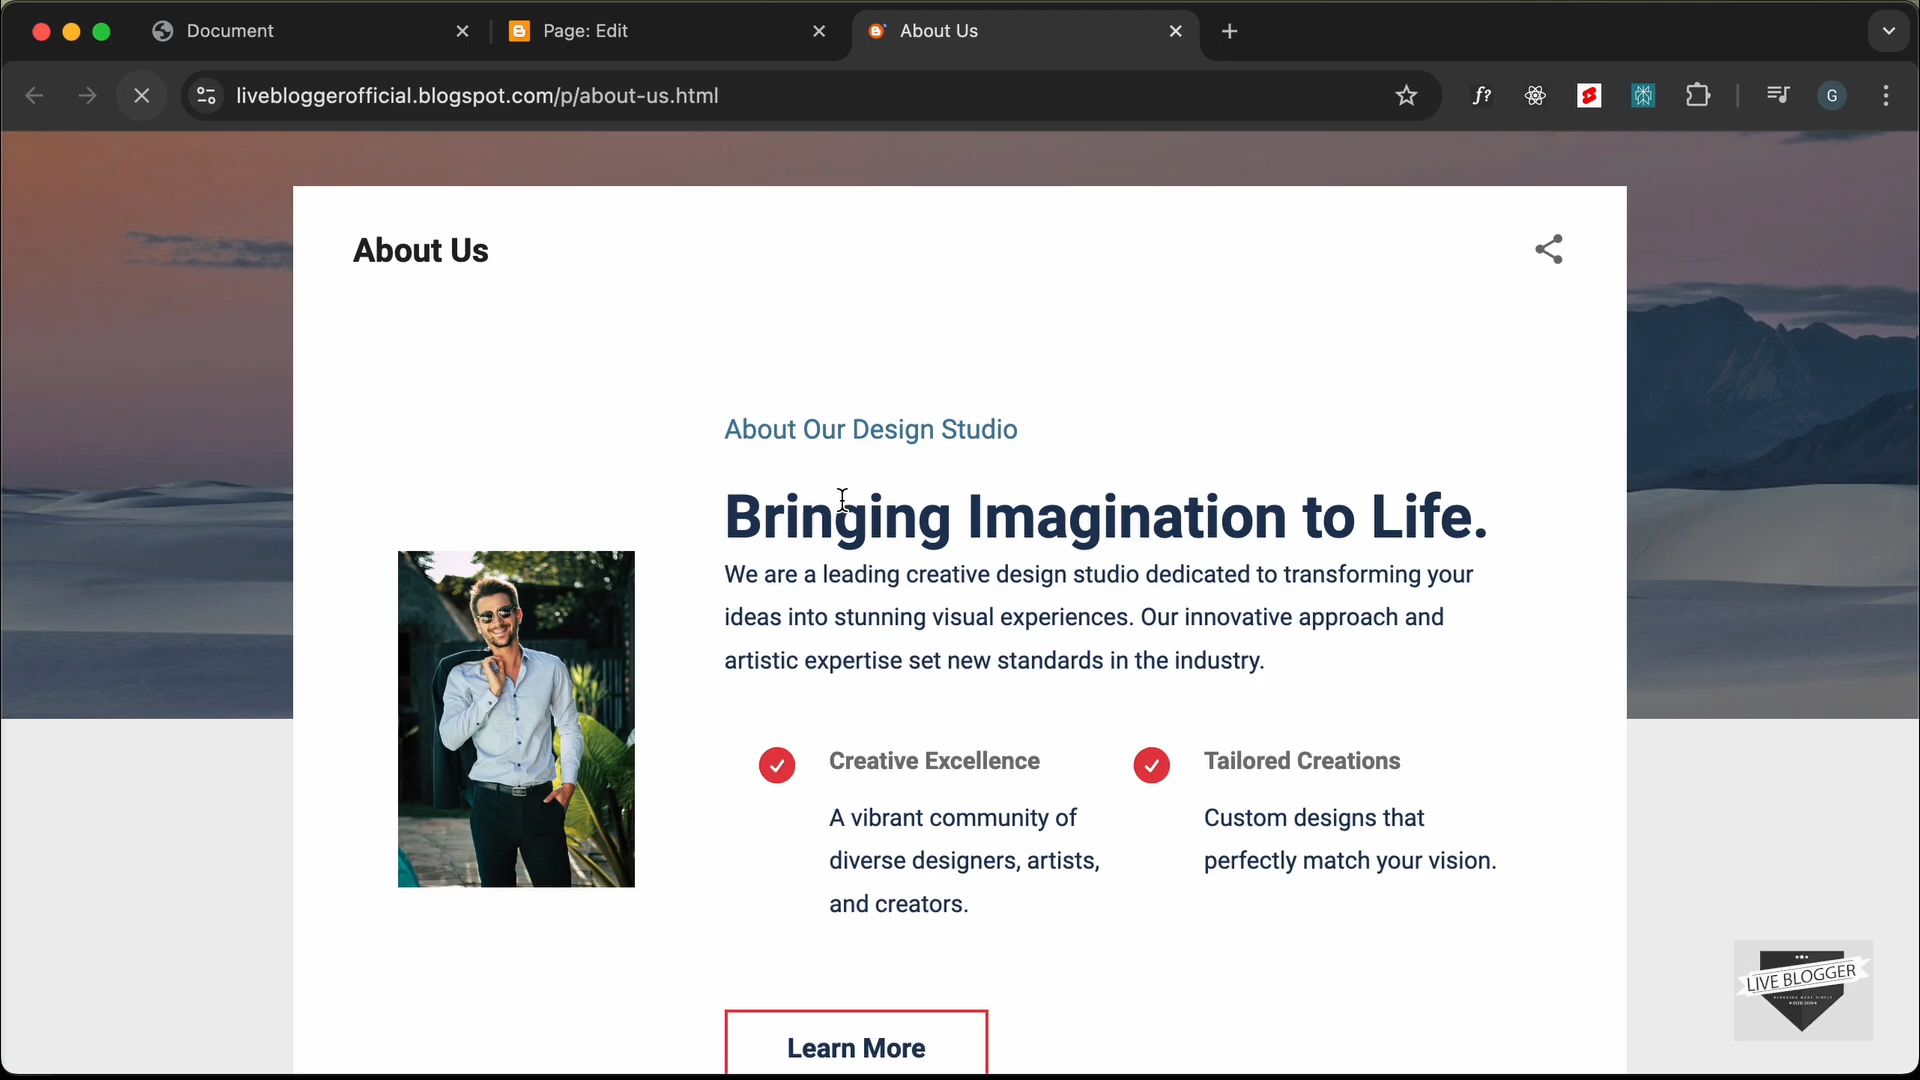 Document
Page: Edit
About Us
livebloggerofficial.blogspot.com/p/about-us.html
f?
G
About Us
About Our Design Studio
Bringing Imagination to Life.
We are a leading creative design studio dedicated to transforming your
ideas into stunning visual experiences. Our innovative approach and
artistic expertise set new standards in the industry.
Creative Excellence
A vibrant community of
diverse designers, artists,
and creators.
Tailored Creations
Custom designs that
perfectly match your vision.
Learn More
LIVE BLOGGER
BLOGGING MADE SIMPLE